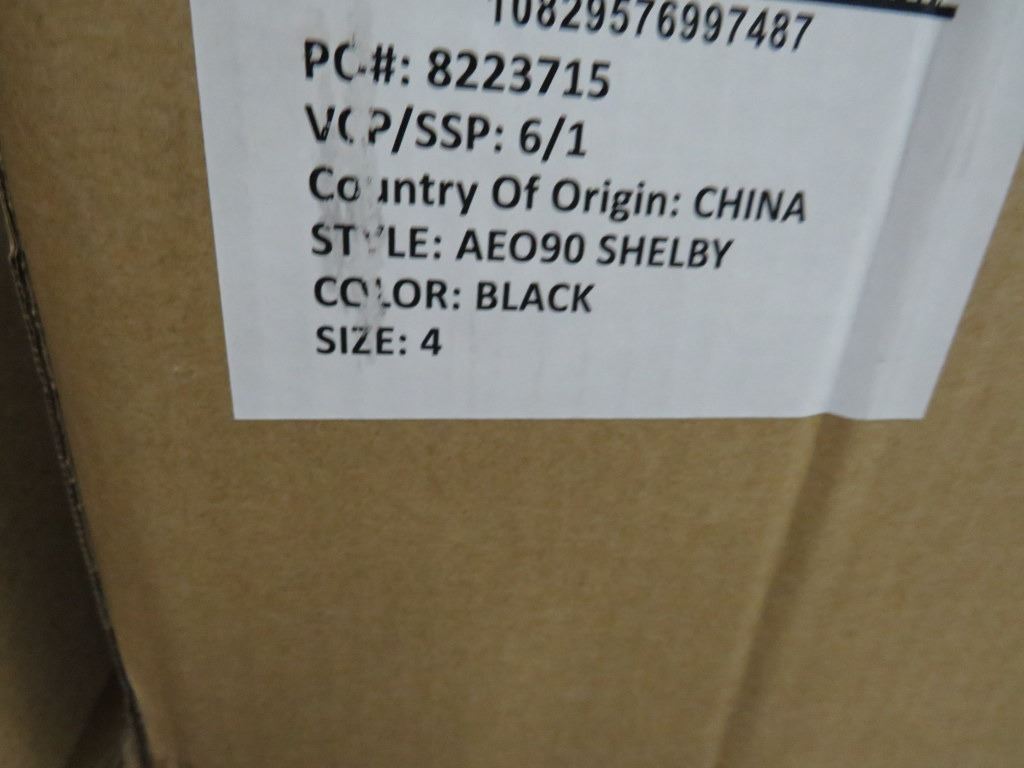 10829576997487
PO #: 8223715
VCP/SSP: 6/1
Country Of Origin: CHINA
STYLE: AEO90 SHELBY
COLOR: BLACK
SIZE: 4